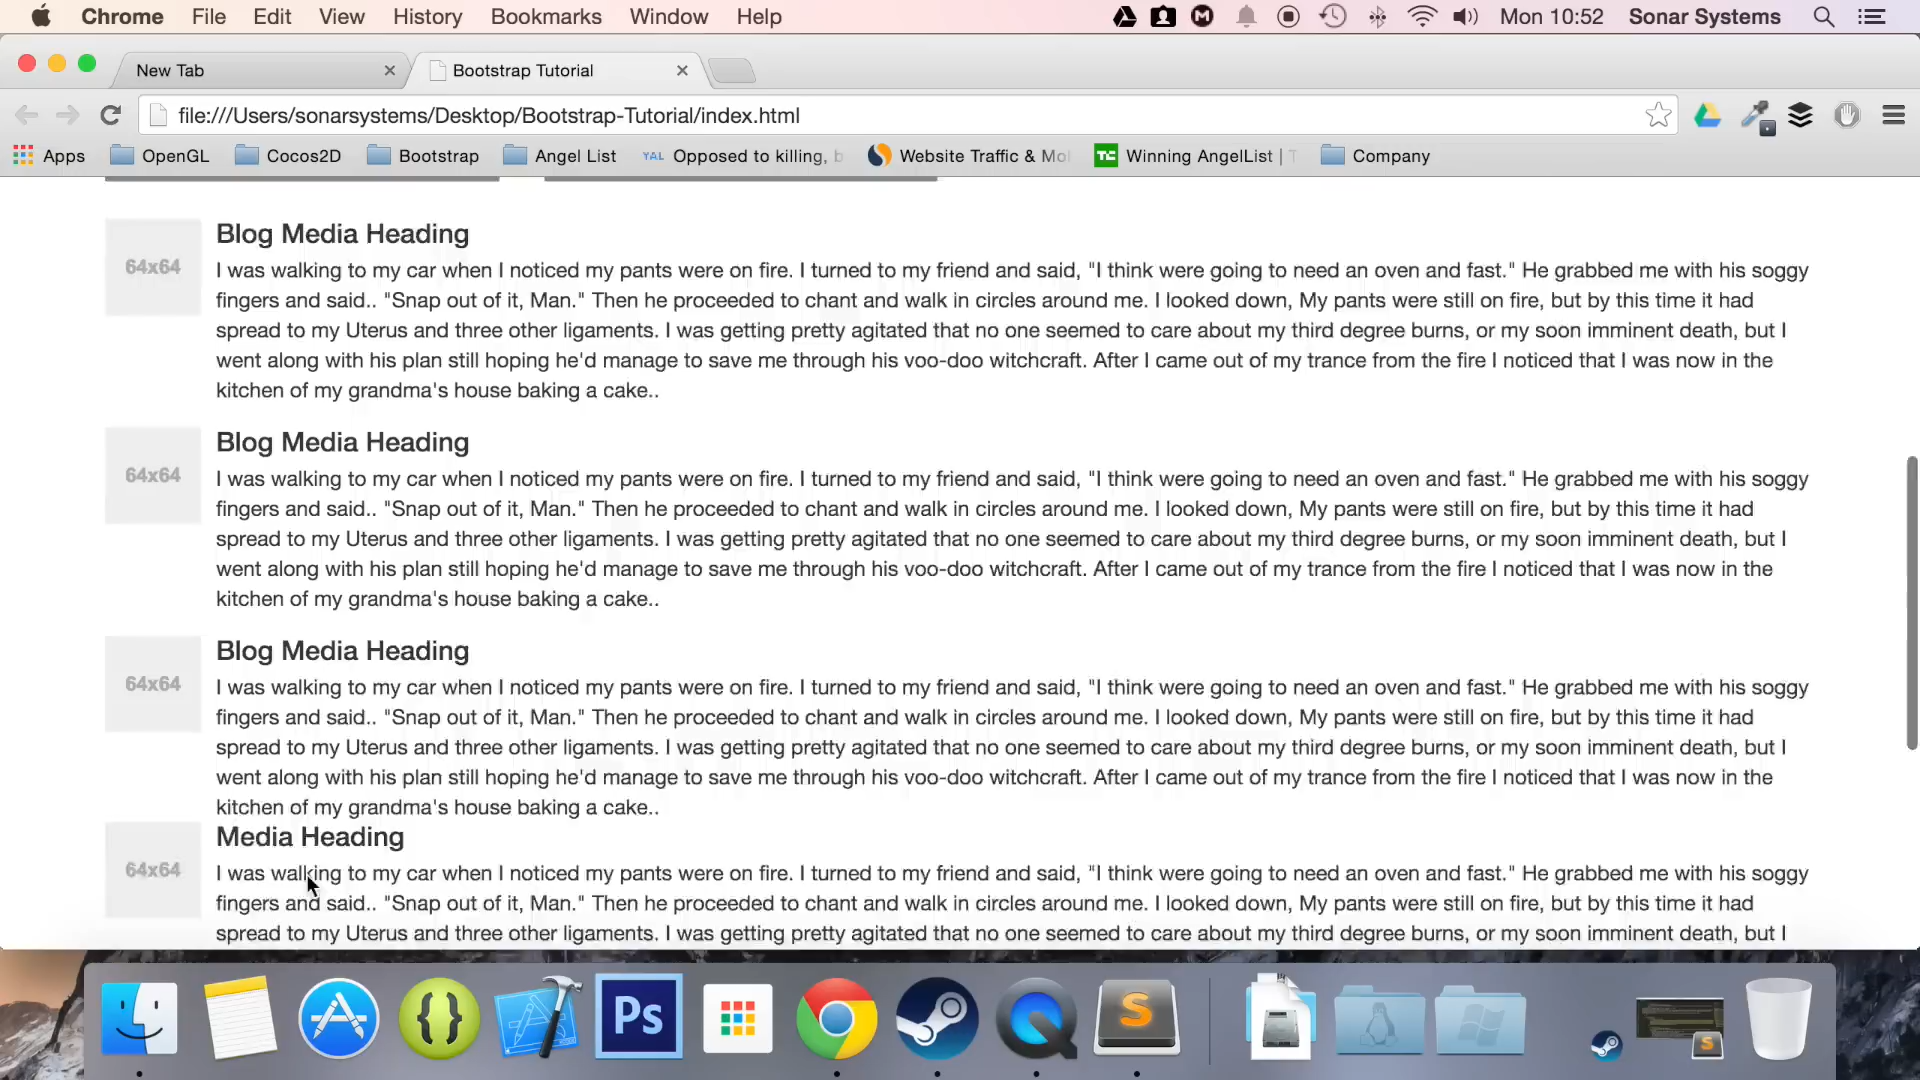 Chrome File Edit View History Bookmarks Window Help Mon 10:52 Sonar Systems
New Tab Bootstrap Tutorial
file:///Users/sonarsystems/Desktop/Bootstrap-Tutorial/index.html
Apps OpenGL Cocos2D Bootstrap Angel List YAL Opposed to killing, Website Traffic & Mo TC Winning AngelList | Company
64x64
Blog Media Heading
I was walking to my car when I noticed my pants were on fire. I turned to my friend and said, "I think were going to need an oven and fast." He grabbed me with his soggy
fingers and said.. "Snap out of it, Man." Then he proceeded to chant and walk in circles around me. I looked down, My pants were still on fire, but by this time it had
spread to my Uterus and three other ligaments. I was getting pretty agitated that no one seemed to care about my third degree burns, or my soon imminent death, but I
went along with his plan still hoping he'd manage to save me through his voo-doo witchcraft. After I came out of my trance from the fire I noticed that I was now in the
kitchen of my grandma's house baking a cake..
64x64
Blog Media Heading
I was walking to my car when I noticed my pants were on fire. I turned to my friend and said, "I think were going to need an oven and fast." He grabbed me with his soggy
fingers and said.. "Snap out of it, Man." Then he proceeded to chant and walk in circles around me. I looked down, My pants were still on fire, but by this time it had
spread to my Uterus and three other ligaments. I was getting pretty agitated that no one seemed to care about my third degree burns, or my soon imminent death, but I
went along with his plan still hoping he'd manage to save me through his voo-doo witchcraft. After I came out of my trance from the fire I noticed that I was now in the
kitchen of my grandma's house baking a cake..
64x64
Blog Media Heading
I was walking to my car when I noticed my pants were on fire. I turned to my friend and said, "I think were going to need an oven and fast." He grabbed me with his soggy
fingers and said.. "Snap out of it, Man." Then he proceeded to chant and walk in circles around me. I looked down, My pants were still on fire, but by this time it had
spread to my Uterus and three other ligaments. I was getting pretty agitated that no one seemed to care about my third degree burns, or my soon imminent death, but I
went along with his plan still hoping he'd manage to save me through his voo-doo witchcraft. After I came out of my trance from the fire I noticed that I was now in the
kitchen of my grandma's house baking a cake..
64x64
Media Heading
I was walking to my car when I noticed my pants were on fire. I turned to my friend and said, "I think were going to need an oven and fast." He grabbed me with his soggy
fingers and said.. "Snap out of it, Man." Then he proceeded to chant and walk in circles around me. I looked down, My pants were still on fire, but by this time it had
spread to my Uterus and three other ligaments. I was getting pretty agitated that no one seemed to care about my third degree burns, or my soon imminent death, but I
{} Ps S S